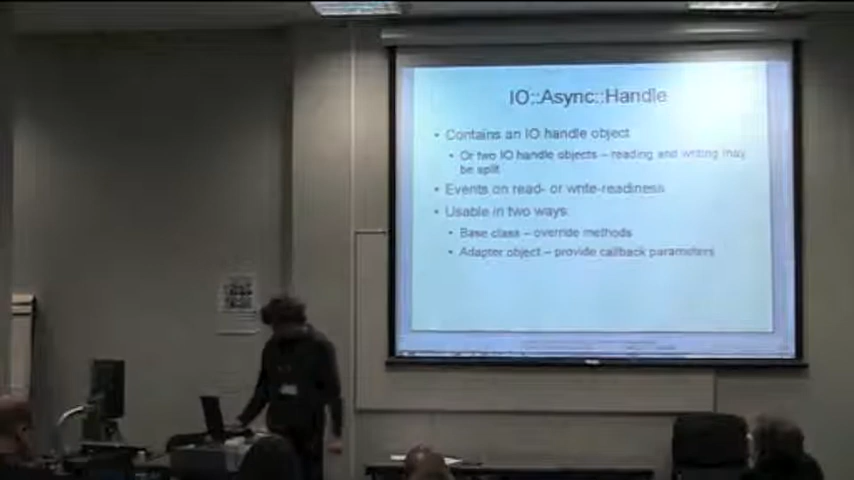 IO::Async::Handle
• Contains an IO handle object
• Or two IO handle objects – reading and writing may
be split
• Events on read- or write-readiness
• Usable in two ways:
• Base class – override methods
• Adapter object – provide callback parameters